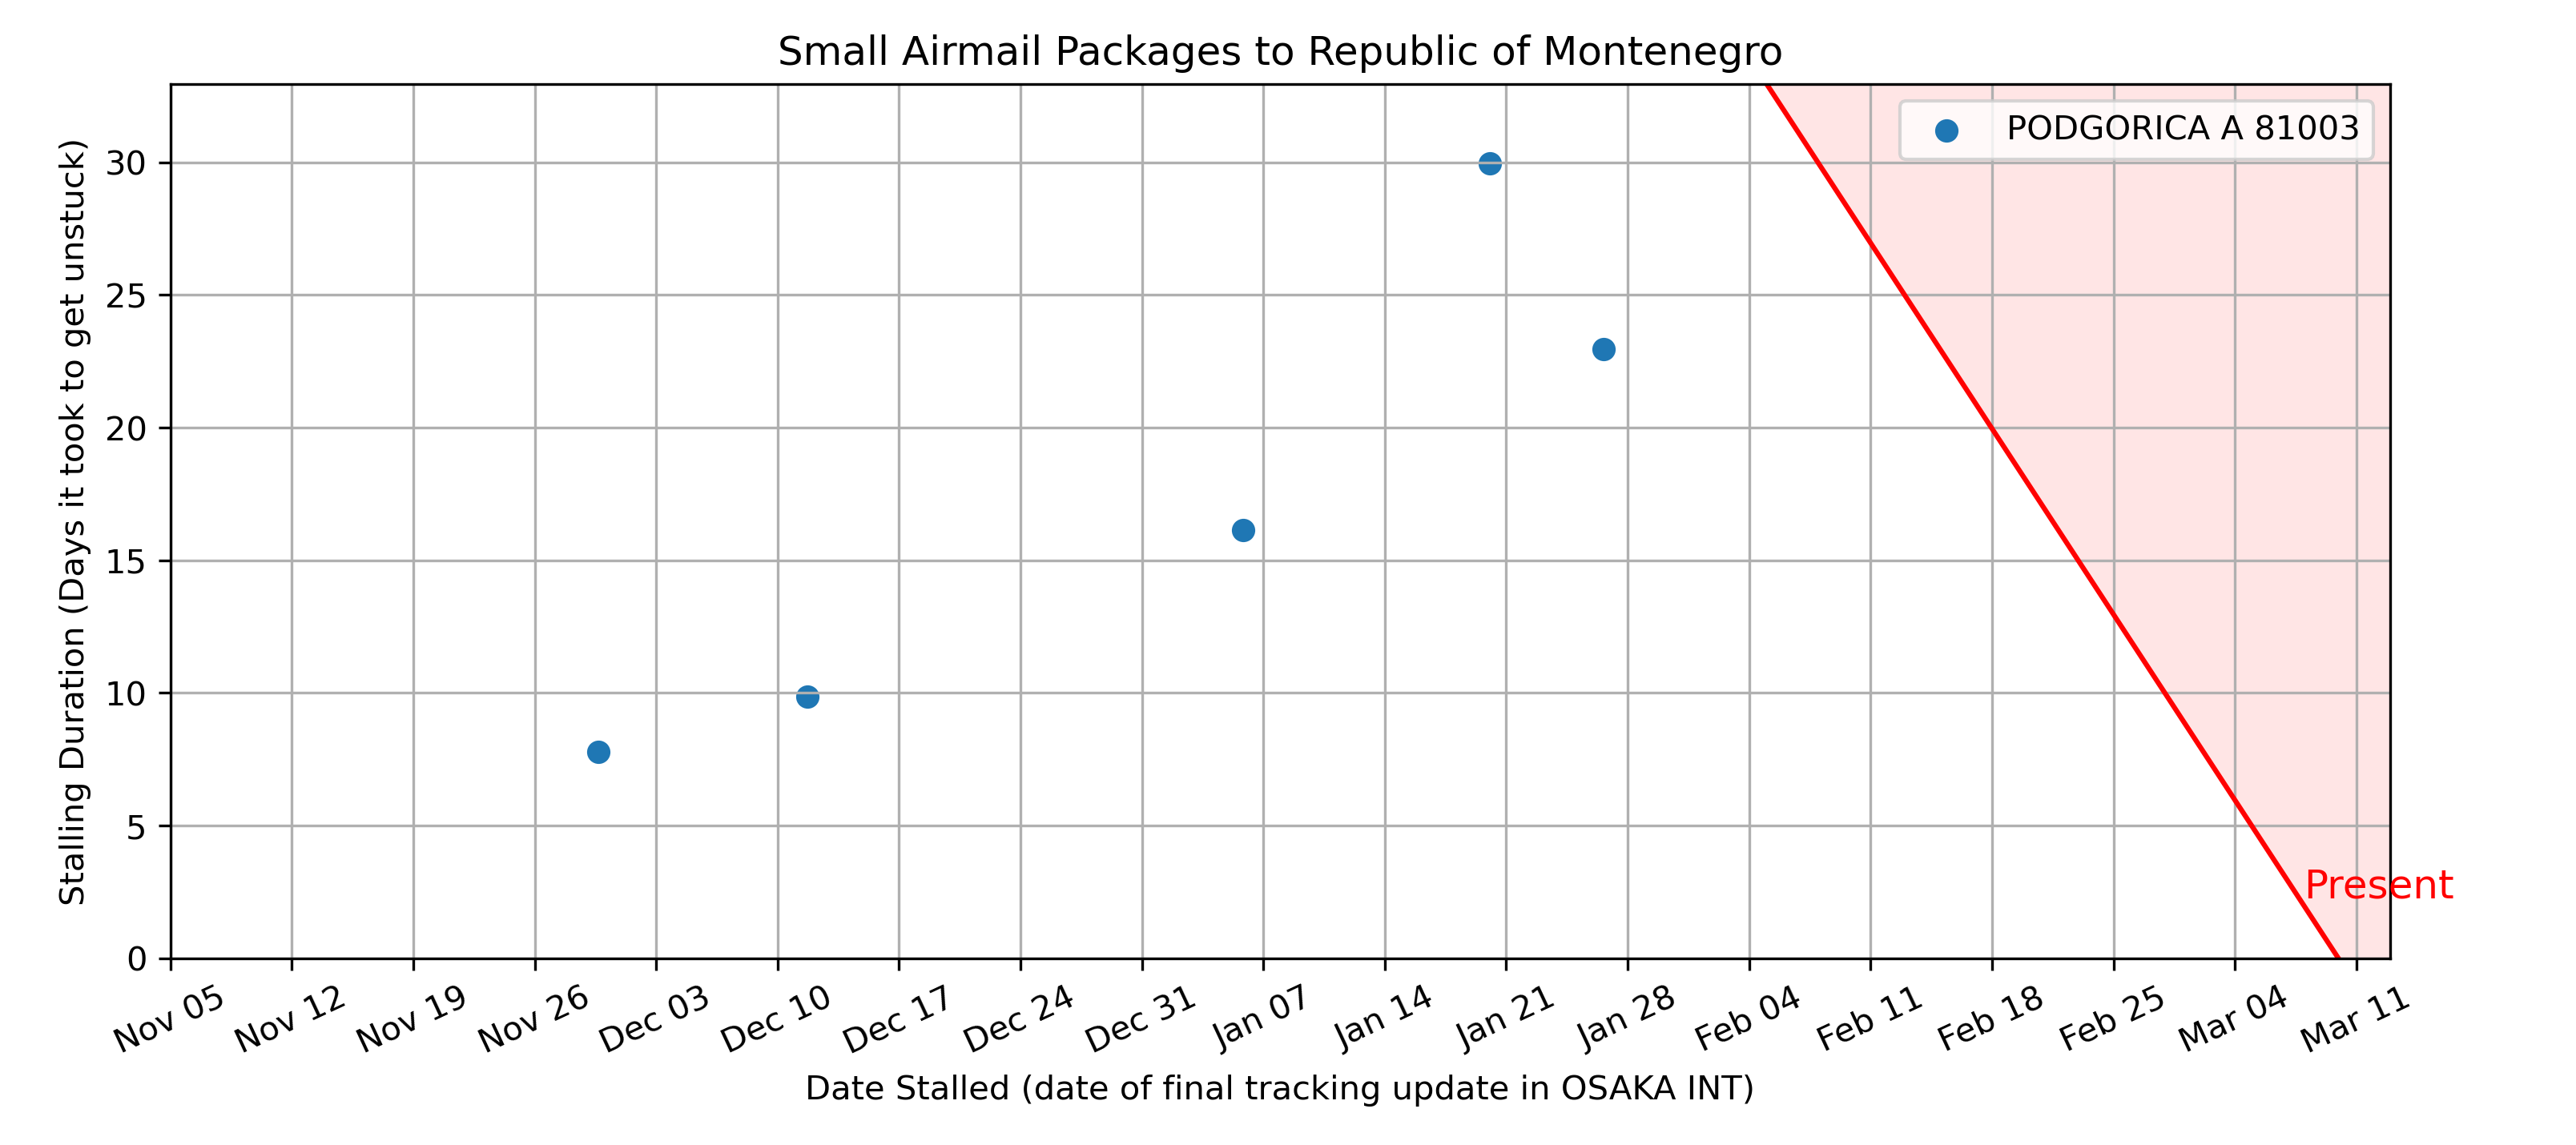 Small Airmail Packages to Republic of Montenegro
PODGORICA A 81003
Stalling Duration (Days it took to get unstuck)
30
25
20
15
10
5
0
Present
Nov 05
Nov 12
Nov 19
Nov 26
Dec 03
Dec 10
Dec 17
Dec 24
Dec 31
Jan 07
Jan 14
Jan 21
Jan 28
Feb 04
Feb 11
Feb 18
Feb 25
Mar 04
Mar 11
Date Stalled (date of final tracking update in OSAKA INT)